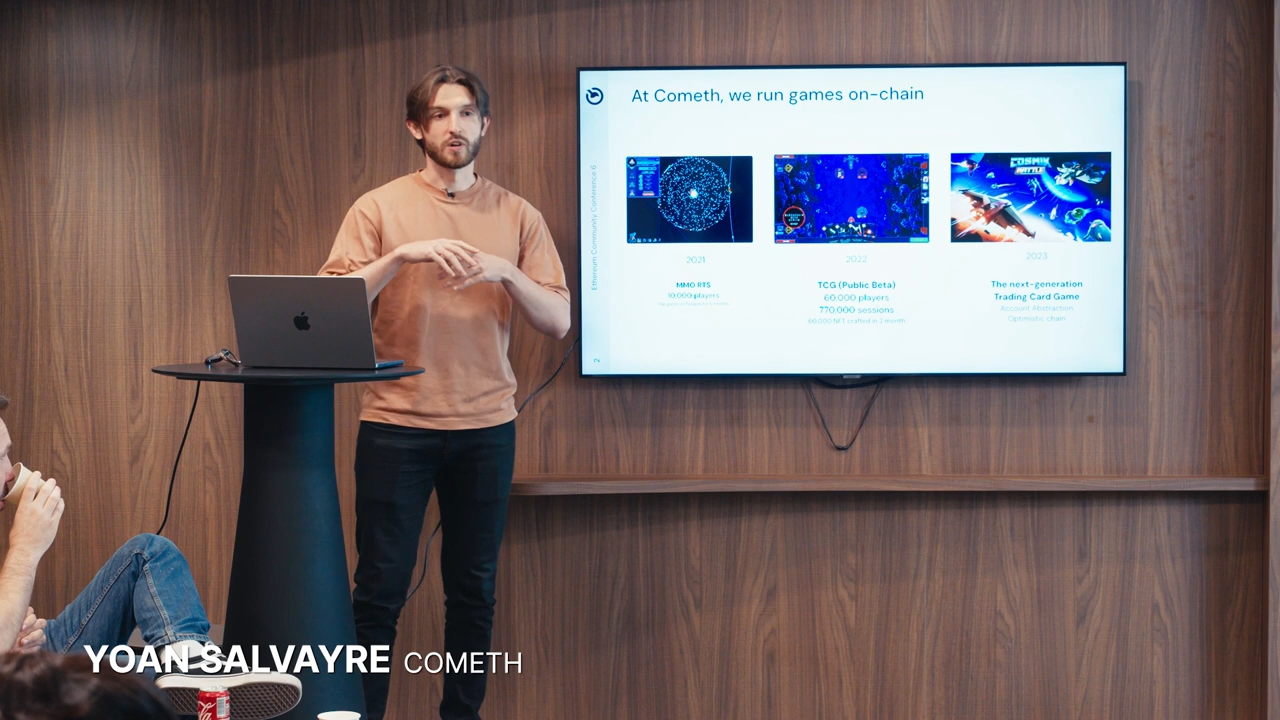 At Cometh, we run games on-chain
Ethereum Community Conference 6
COSMIK
BATTLE
2021
2022
2023
MMO RTS
10.000 players
TCG (Public Beta)
60.000 players
770.000 sessions
60,000 NFT crafted in 2 month
The next-generation
Trading Card Game
Account Abstraction
Optimistic chain
2
YOAN SALVAYRE COMETH